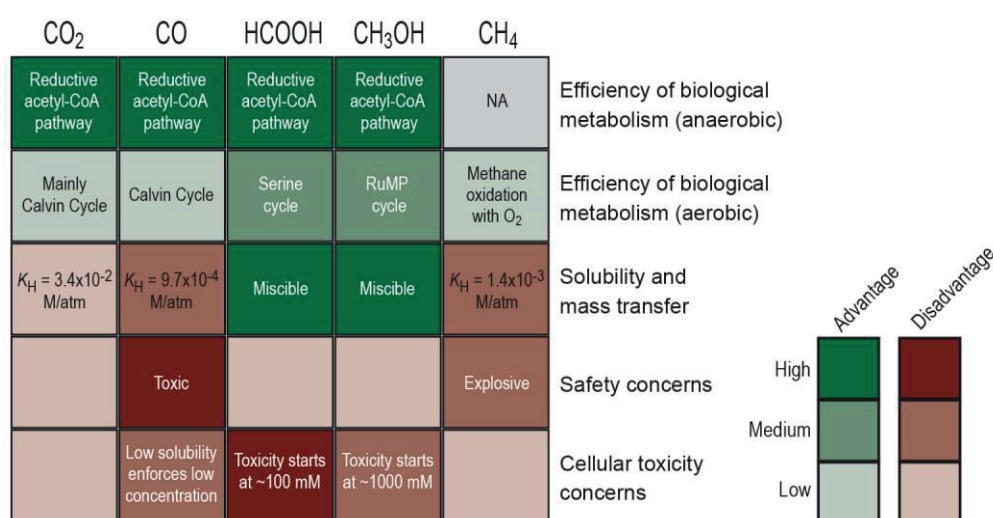 CO₂ CO HCOOH CH₃OH CH₄
Reductive
acetyl-CoA
pathway
Reductive
acetyl-CoA
pathway
Reductive
acetyl-CoA
pathway
Reductive
acetyl-CoA
pathway
NA
Efficiency of biological
metabolism (anaerobic)
Mainly
Calvin Cycle
Calvin Cycle
Serine
cycle
RuMP
cycle
Methane
oxidation
with O₂
Efficiency of biological
metabolism (aerobic)
K_H = 3.4x10⁻²
M/atm
K_H = 9.7x10⁻⁴
M/atm
Miscible
Miscible
K_H = 1.4x10⁻³
M/atm
Solubility and
mass transfer
Toxic
Explosive
Safety concerns
Low solubility
enforces low
concentration
Toxicity starts
at ~100 mM
Toxicity starts
at ~1000 mM
Cellular toxicity
concerns
Advantage
Disadvantage
High
Medium
Low